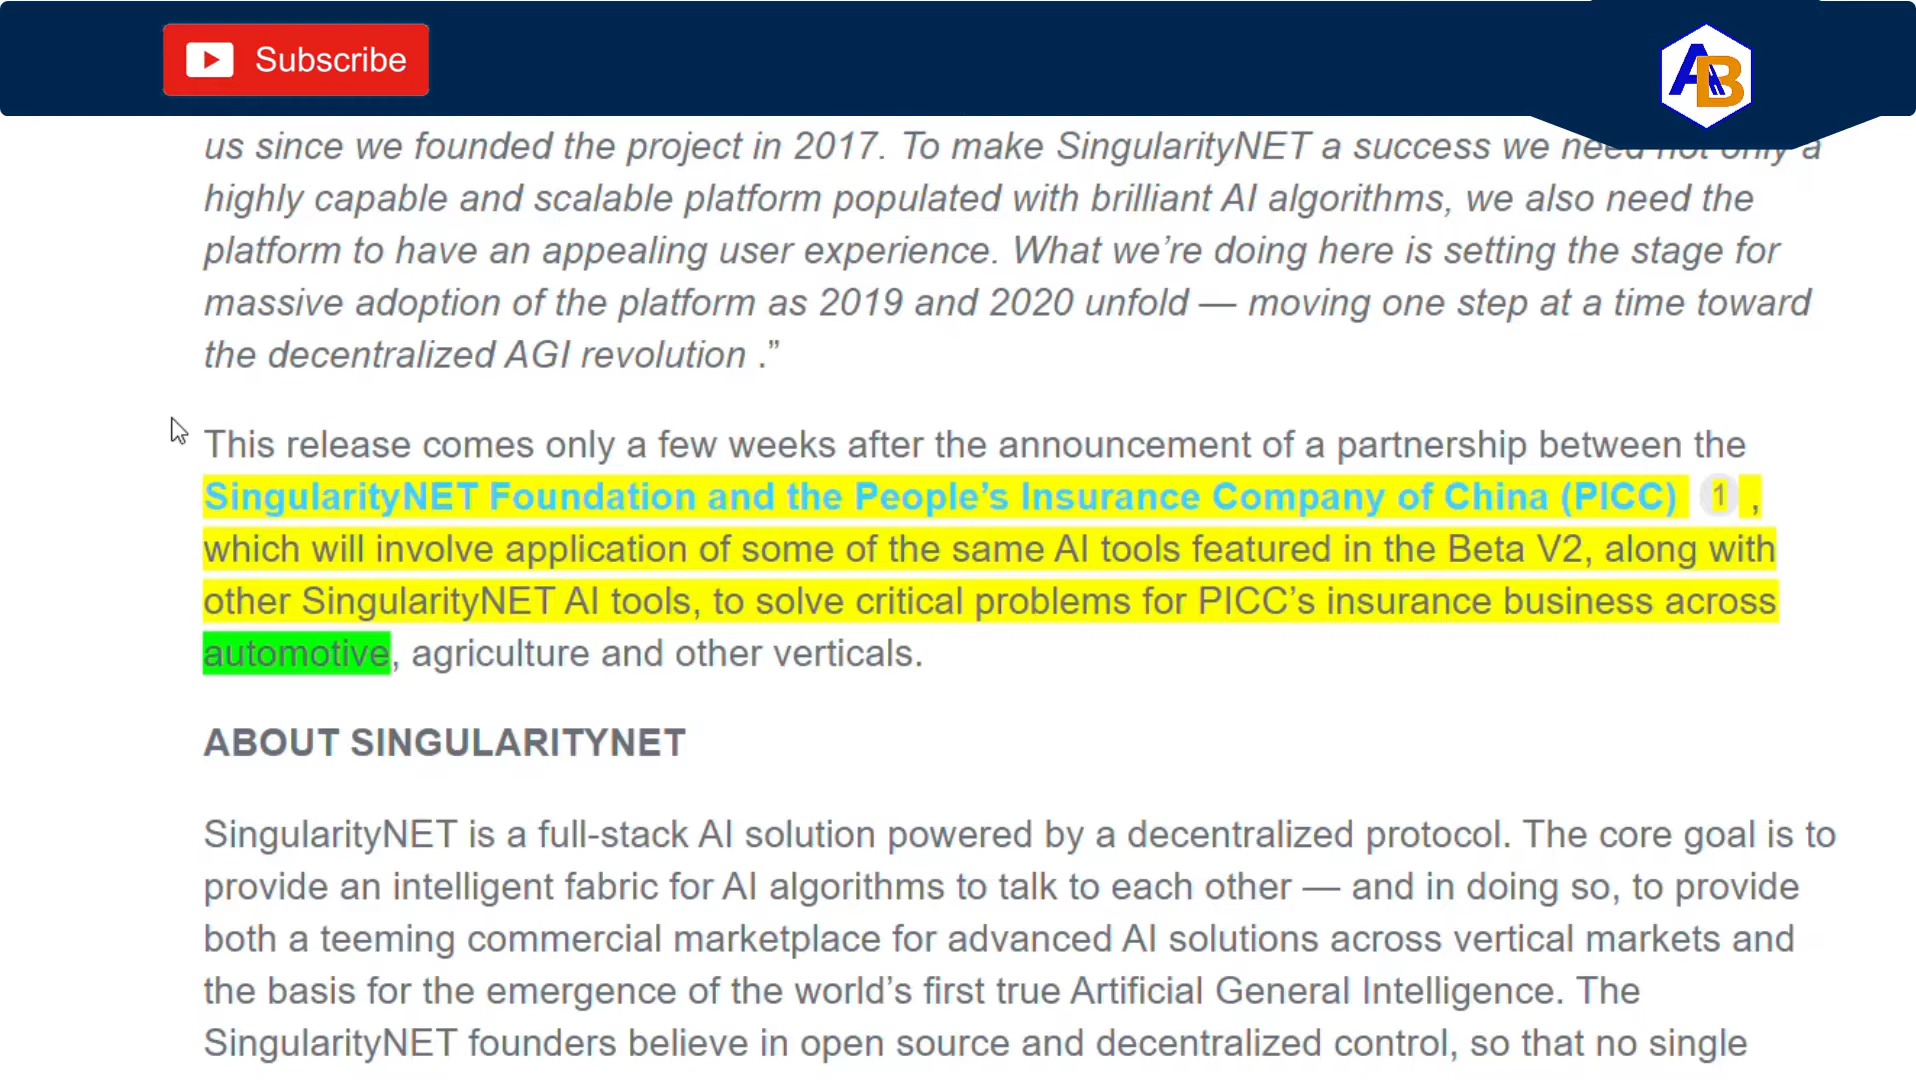 Subscribe
AB
us since we founded the project in 2017. To make SingularityNET a success we need not only a
highly capable and scalable platform populated with brilliant AI algorithms, we also need the
platform to have an appealing user experience. What we’re doing here is setting the stage for
massive adoption of the platform as 2019 and 2020 unfold — moving one step at a time toward
the decentralized AGI revolution .”
This release comes only a few weeks after the announcement of a partnership between the
SingularityNET Foundation and the People’s Insurance Company of China (PICC) 1 ,
which will involve application of some of the same AI tools featured in the Beta V2, along with
other SingularityNET AI tools, to solve critical problems for PICC’s insurance business across
automotive, agriculture and other verticals.
ABOUT SINGULARITYNET
SingularityNET is a full-stack AI solution powered by a decentralized protocol. The core goal is to
provide an intelligent fabric for AI algorithms to talk to each other — and in doing so, to provide
both a teeming commercial marketplace for advanced AI solutions across vertical markets and
the basis for the emergence of the world’s first true Artificial General Intelligence. The
SingularityNET founders believe in open source and decentralized control, so that no single